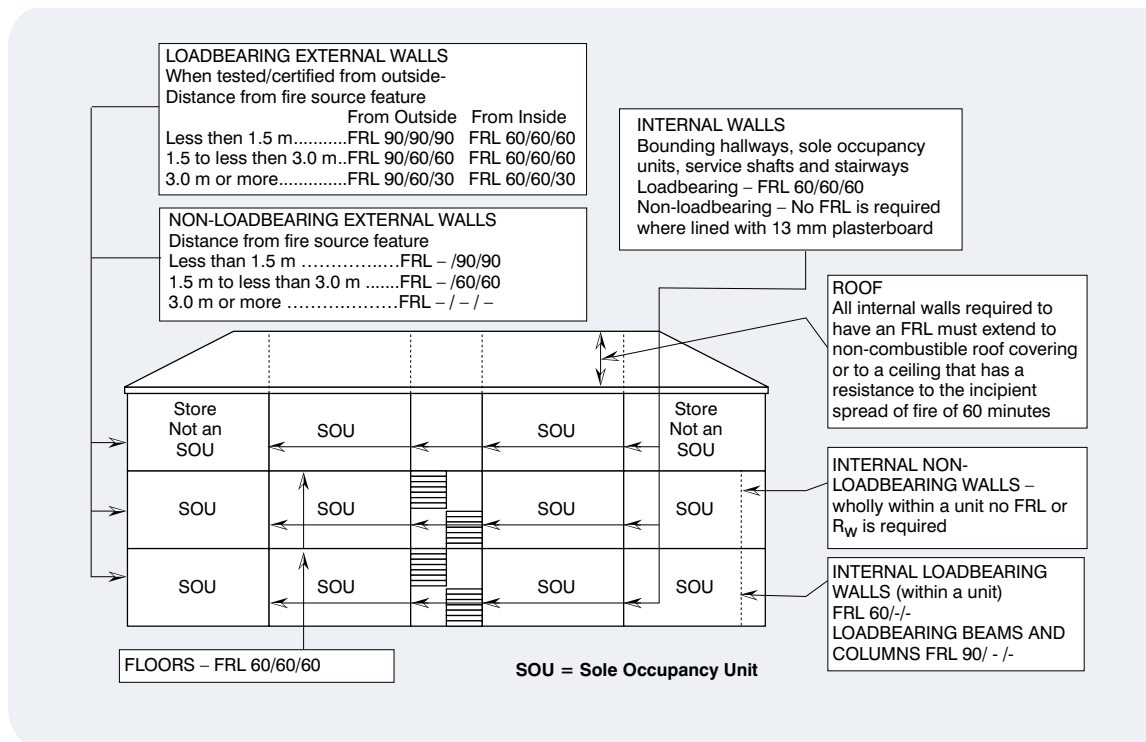 LOADBEARING EXTERNAL WALLS
When tested/certified from outside-
Distance from fire source feature
From Outside From Inside
Less then 1.5 m...........FRL 90/90/90 FRL 60/60/60
1.5 to less then 3.0 m..FRL 90/60/60 FRL 60/60/60
3.0 m or more..............FRL 90/60/30 FRL 60/60/30
NON-LOADBEARING EXTERNAL WALLS
Distance from fire source feature
Less than 1.5 m ………….….FRL – /90/90
1.5 m to less than 3.0 m .......FRL – /60/60
3.0 m or more ………………FRL – / – / –
INTERNAL WALLS
Bounding hallways, sole occupancy
units, service shafts and stairways
Loadbearing – FRL 60/60/60
Non-loadbearing – No FRL is required
where lined with 13 mm plasterboard
ROOF
All internal walls required to
have an FRL must extend to
non-combustible roof covering
or to a ceiling that has a
resistance to the incipient
spread of fire of 60 minutes
Store
Not an
SOU
SOU
SOU
Store
Not an
SOU
SOU
SOU
SOU
SOU
SOU
SOU
SOU
SOU
INTERNAL NON-
LOADBEARING WALLS –
wholly within a unit no FRL or
RW is required
INTERNAL LOADBEARING
WALLS (within a unit)
FRL 60/-/-
LOADBEARING BEAMS AND
COLUMNS FRL 90/ - /-
FLOORS – FRL 60/60/60
SOU = Sole Occupancy Unit